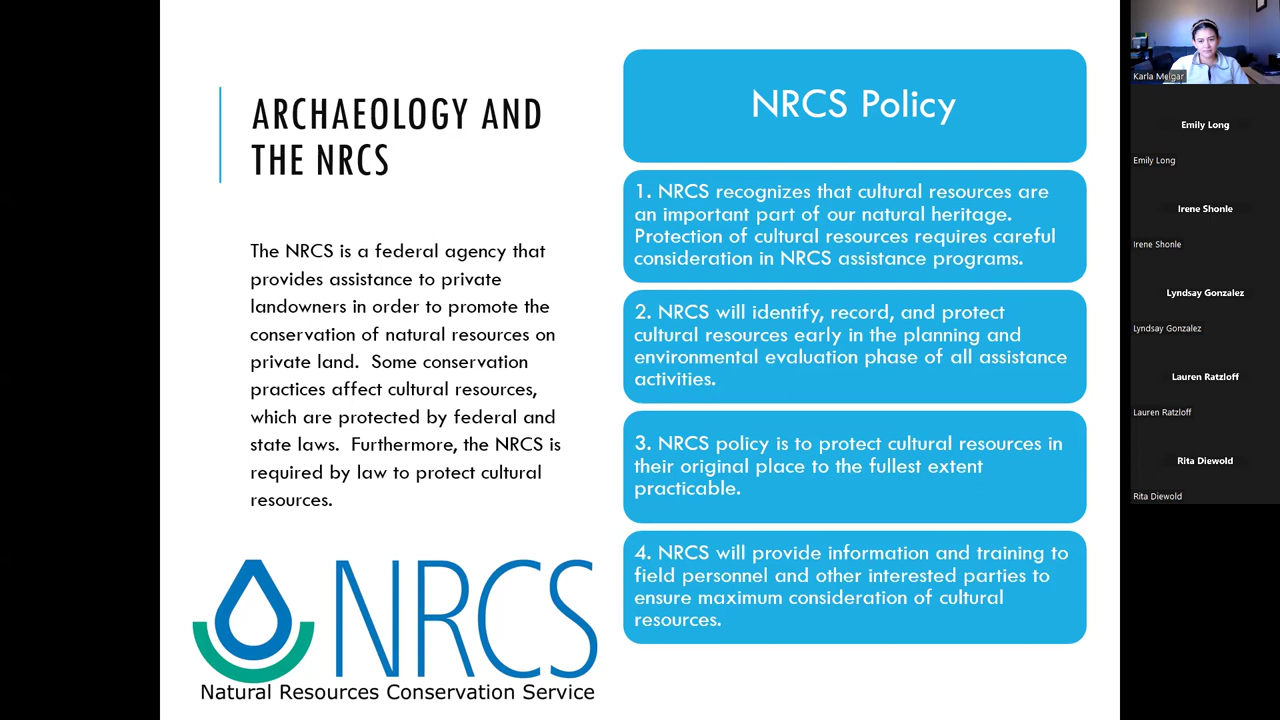 ARCHAEOLOGY AND
THE NRCS
The NRCS is a federal agency that
provides assistance to private
landowners in order to promote the
conservation of natural resources on
private land.  Some conservation
practices affect cultural resources,
which are protected by federal and
state laws.  Furthermore, the NRCS is
required by law to protect cultural
resources.
NRCS
Natural Resources Conservation Service
NRCS Policy
1. NRCS recognizes that cultural resources are
an important part of our natural heritage.
Protection of cultural resources requires careful
consideration in NRCS assistance programs.
2. NRCS will identify, record, and protect
cultural resources early in the planning and
environmental evaluation phase of all assistance
activities.
3. NRCS policy is to protect cultural resources in
their original place to the fullest extent
practicable.
4. NRCS will provide information and training to
field personnel and other interested parties to
ensure maximum consideration of cultural
resources.
Karla Melgar
Emily Long
Emily Long
Irene Shonle
Irene Shonle
Lyndsay Gonzalez
Lyndsay Gonzalez
Lauren Ratzloff
Lauren Ratzloff
Rita Diewold
Rita Diewold